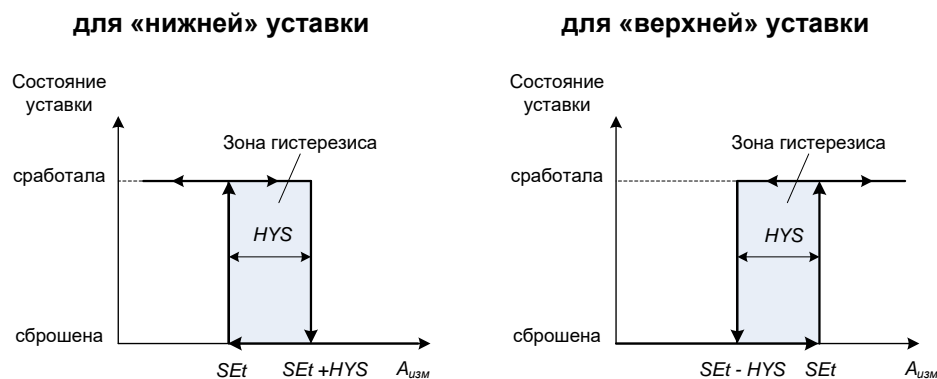 для «нижней» уставки
Состояние
уставки
Зона гистерезиса
сработала
HYS
сброшена
SEt
SEt +HYS
Aизм
для «верхней» уставки
Состояние
уставки
Зона гистерезиса
сработала
HYS
сброшена
SEt - HYS
SEt
Aизм